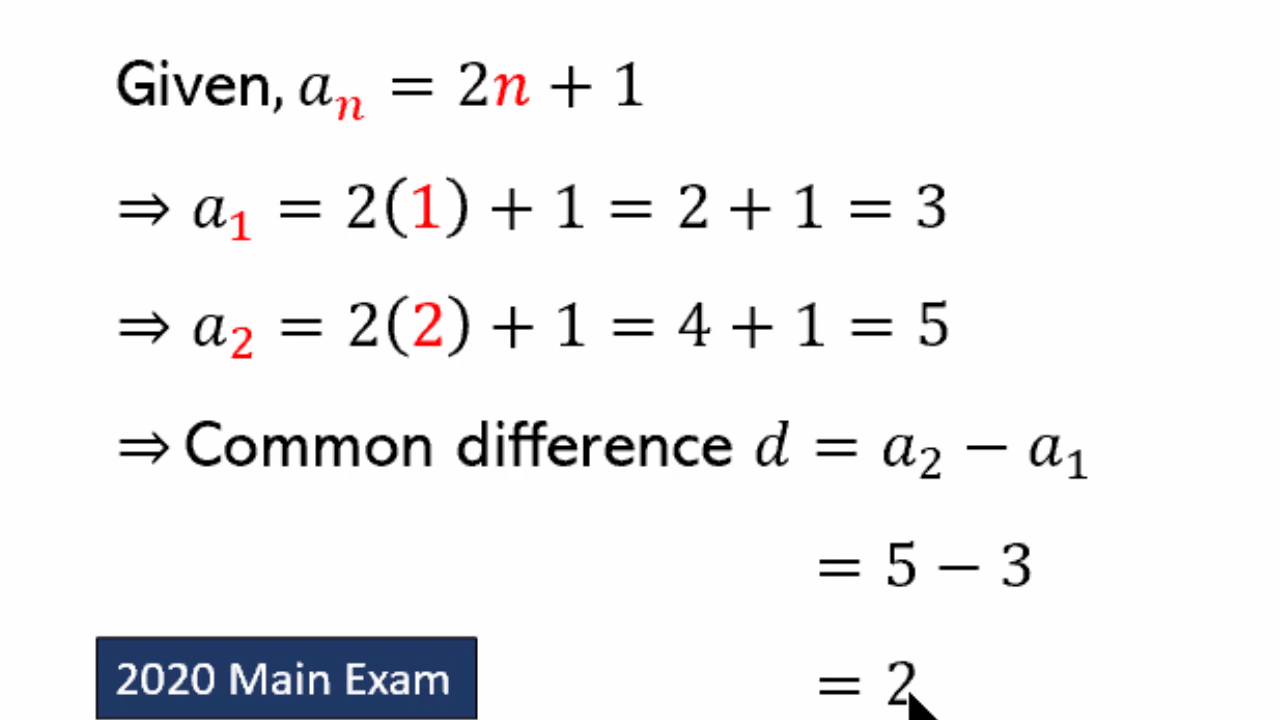 Given, aₙ = 2n + 1
⇒ a₁ = 2(1) + 1 = 2 + 1 = 3
⇒ a₂ = 2(2) + 1 = 4 + 1 = 5
⇒ Common difference d = a₂ − a₁
= 5 − 3
= 2
2020 Main Exam